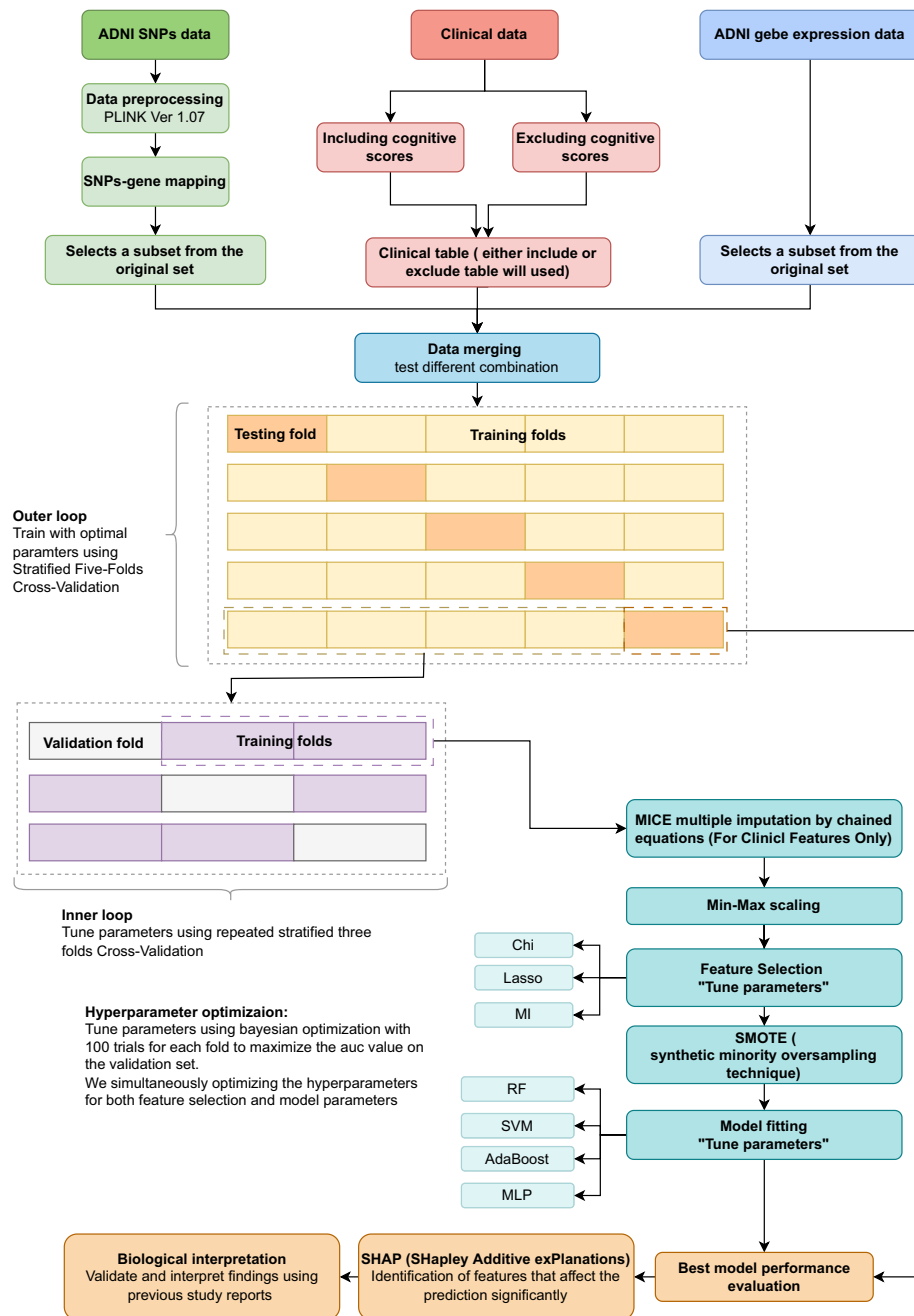 ADNI SNPs data
Clinical data
ADNI gebe expression data
Data preprocessing
PLINK Ver 1.07
Including cognitive
scores
Excluding cognitive
scores
SNPs-gene mapping
Selects a subset from the
original set
Clinical table ( either include or
exclude table will used)
Selects a subset from the
original set
Data merging
test different combination
Testing fold
Training folds
Outer loop
Train with optimal
paramters using
Stratified Five-Folds
Cross-Validation
Validation fold
Training folds
Inner loop
Tune parameters using repeated stratified three
folds Cross-Validation
MICE multiple imputation by chained
equations (For Clinicl Features Only)
Min-Max scaling
Chi
Lasso
MI
Feature Selection
"Tune parameters"
Hyperparameter optimizaion:
Tune parameters using bayesian optimization with
100 trials for each fold to maximize the auc value on
the validation set.
We simultaneously optimizing the hyperparameters
for both feature selection and model parameters
SMOTE (
synthetic minority oversampling
technique)
RF
SVM
AdaBoost
MLP
Model fitting
"Tune parameters"
Biological interpretation
Validate and interpret findings using
previous study reports
SHAP (SHapley Additive exPlanations)
Identification of features that affect the
prediction significantly
Best model performance
evaluation